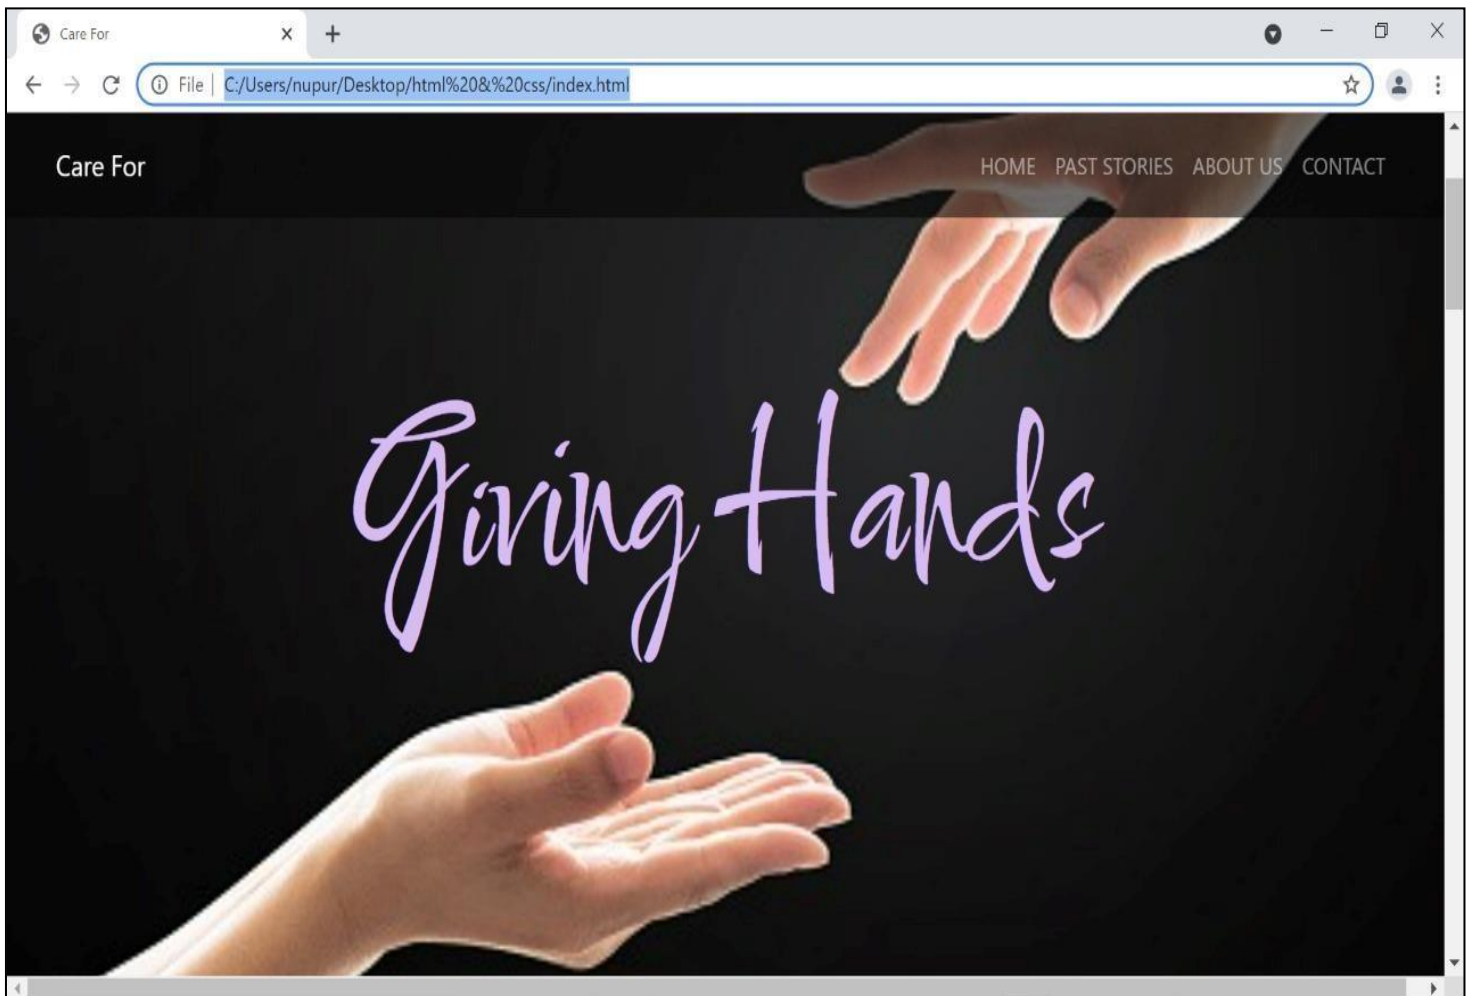 Care For
File
C:/Users/nupur/Desktop/html%20&%20css/index.html
Care For HOME PAST STORIES ABOUT US CONTACT
Giving Hands